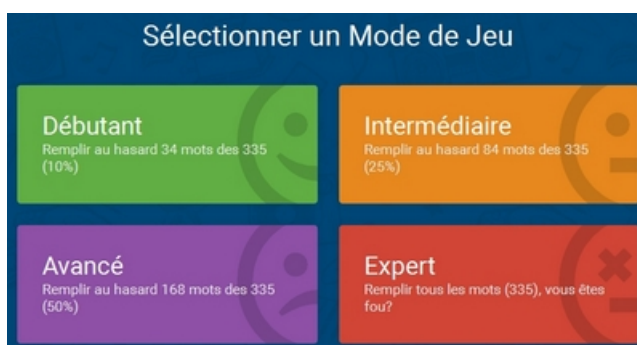 Sélectionner un Mode de Jeu
Débutant
Remplir au hasard 34 mots des 335
(10%)
Intermédiaire
Remplir au hasard 84 mots des 335
(25%)
Avancé
Remplir au hasard 168 mots des 335
(50%)
Expert
Remplir tous les mots (335), vous êtes
fou?